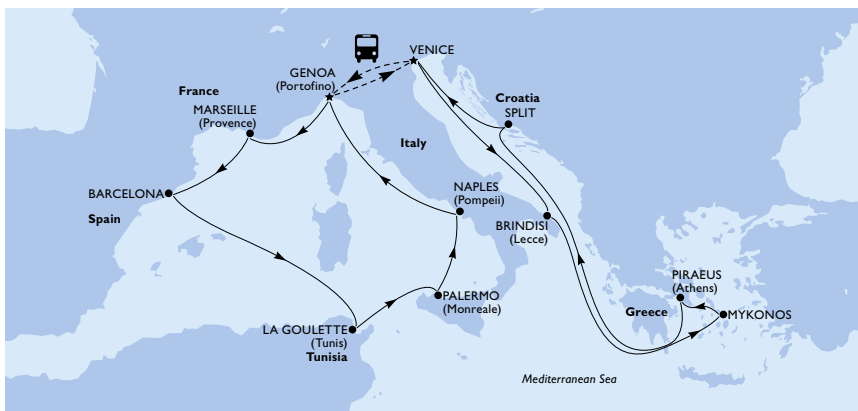 VENICE
GENOA
(Portofino)
France
MARSEILLE
(Provence)
Croatia
SPLIT
Italy
BARCELONA
Spain
NAPLES
(Pompeii)
BRINDISI
(Lecce)
PIRAEUS
(Athens)
Greece
MYKONOS
PALERMO
(Monreale)
LA GOULETTE
(Tunis)
Tunisia
Mediterranean Sea